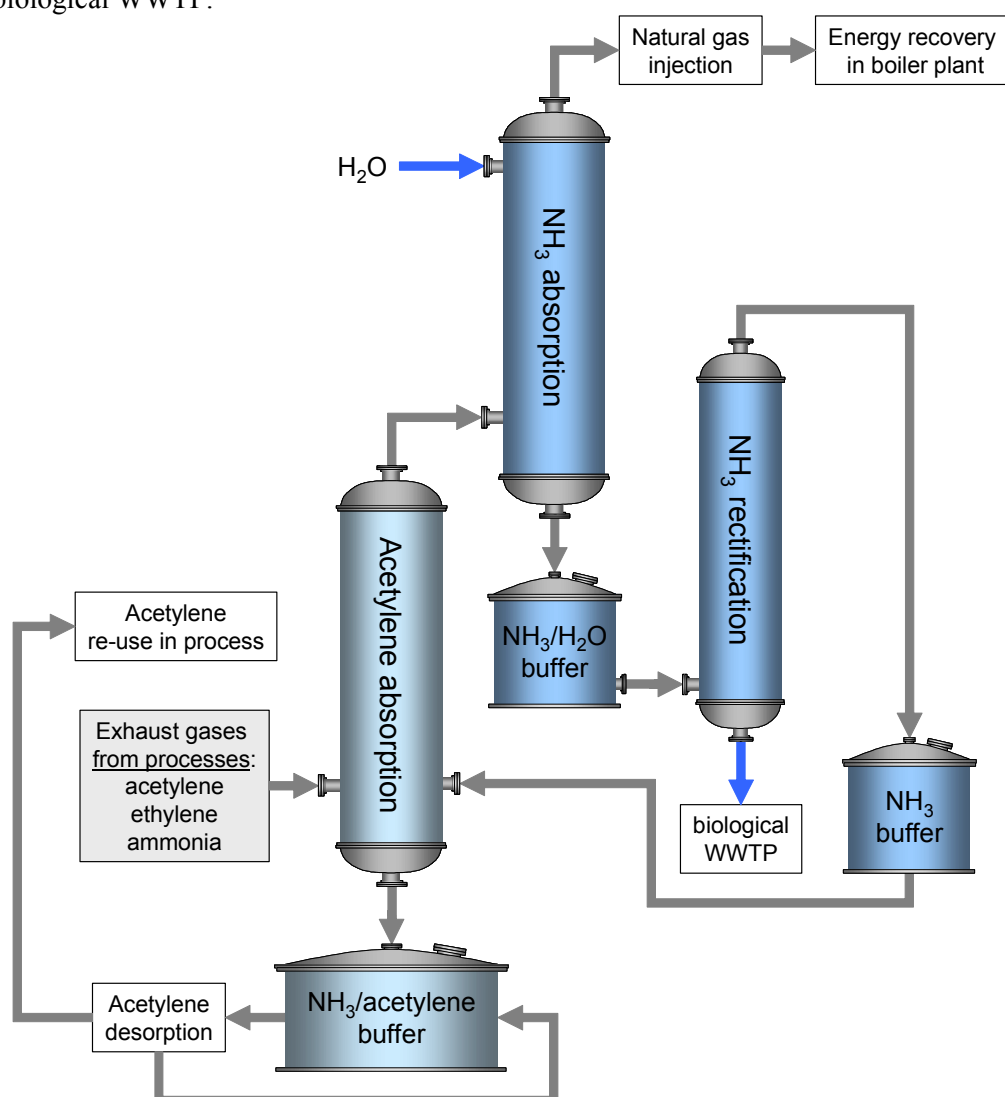 biological WWTP.
Natural gas
injection
Energy recovery
in boiler plant
H₂O
NH₃ absorption
NH₃ rectification
Acetylene absorption
Acetylene
re-use in process
NH₃/H₂O
buffer
Exhaust gases
from processes:
acetylene
ethylene
ammonia
biological
WWTP
NH₃
buffer
NH₃/acetylene
buffer
Acetylene
desorption